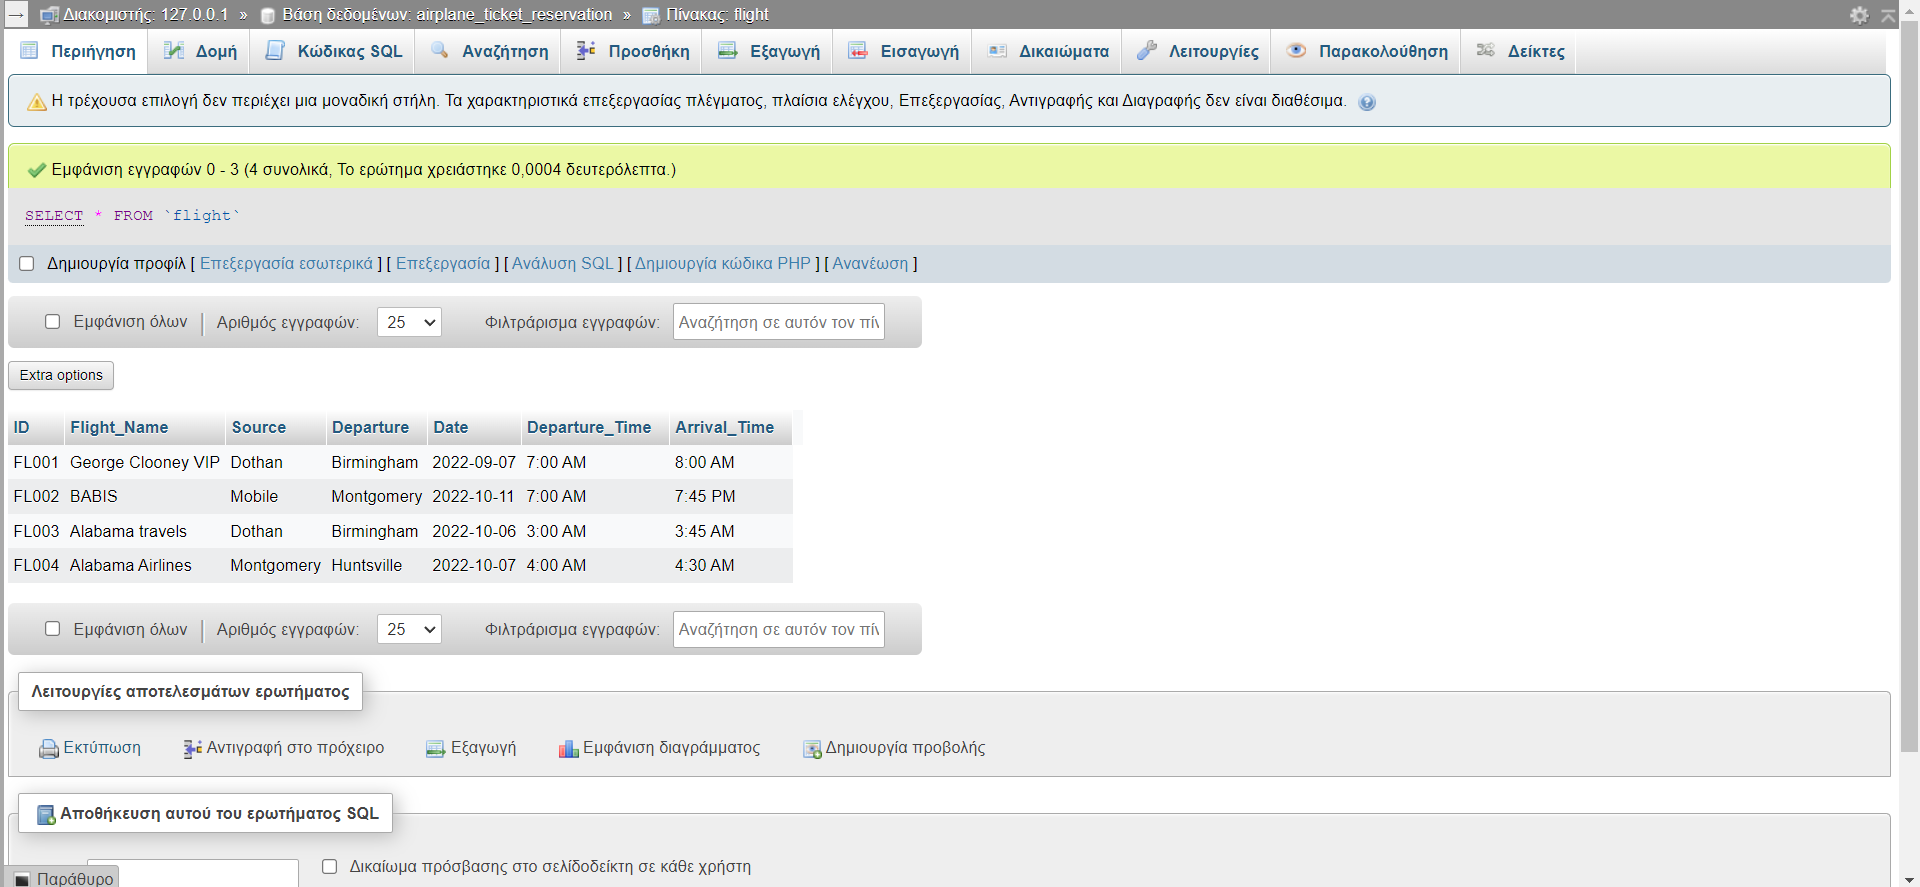 Διακομιστής: 127.0.0.1 » Βάση δεδομένων: airplane_ticket_reservation » Πίνακας: flight
Περιήγηση Δομή Κώδικας SQL Αναζήτηση Προσθήκη Εξαγωγή Εισαγωγή Δικαιώματα Λειτουργίες Παρακολούθηση Δείκτες
Η τρέχουσα επιλογή δεν περιέχει μια μοναδική στήλη. Τα χαρακτηριστικά επεξεργασίας πλέγματος, πλαίσια ελέγχου, Επεξεργασίας, Αντιγραφής και Διαγραφής δεν είναι διαθέσιμα.
Εμφάνιση εγγραφών 0 - 3 (4 συνολικά, Το ερώτημα χρειάστηκε 0,0004 δευτερόλεπτα.)
SELECT * FROM `flight`
Δημιουργία προφίλ [ Επεξεργασία εσωτερικά ] [ Επεξεργασία ] [ Ανάλυση SQL ] [ Δημιουργία κώδικα PHP ] [ Ανανέωση ]
Εμφάνιση όλων | Αριθμός εγγραφών: 25 Φιλτράρισμα εγγραφών: Αναζήτηση σε αυτόν τον πίν
Extra options
ID Flight_Name Source Departure Date Departure_Time Arrival_Time
FL001 George Clooney VIP Dothan Birmingham 2022-09-07 7:00 AM 8:00 AM
FL002 BABIS Mobile Montgomery 2022-10-11 7:00 AM 7:45 PM
FL003 Alabama travels Dothan Birmingham 2022-10-06 3:00 AM 3:45 AM
FL004 Alabama Airlines Montgomery Huntsville 2022-10-07 4:00 AM 4:30 AM
Εμφάνιση όλων | Αριθμός εγγραφών: 25 Φιλτράρισμα εγγραφών: Αναζήτηση σε αυτόν τον πίν
Λειτουργίες αποτελεσμάτων ερωτήματος
Εκτύπωση Αντιγραφή στο πρόχειρο Εξαγωγή Εμφάνιση διαγράμματος Δημιουργία προβολής
Αποθήκευση αυτού του ερωτήματος SQL
Δικαίωμα πρόσβασης στο σελίδοδείκτη σε κάθε χρήστη
Παράθυρο